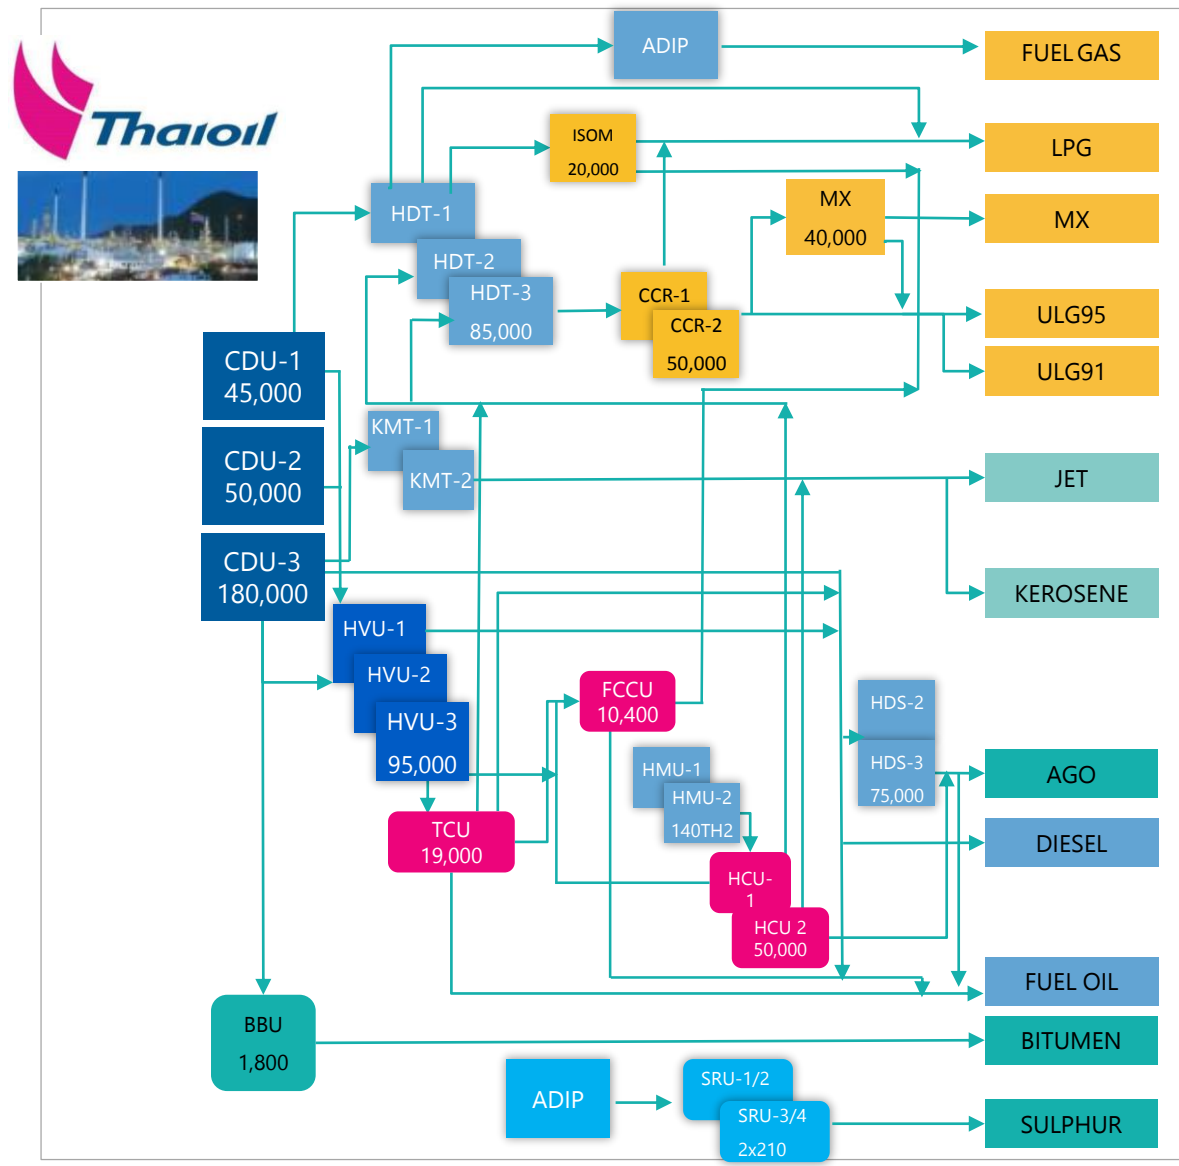 Thaioil
ADIP
FUEL GAS
ISOM
20,000
LPG
HDT-1
MX
40,000
MX
HDT-2
HDT-3
85,000
CCR-1
CCR-2
50,000
ULG95
ULG91
CDU-1
45,000
CDU-2
50,000
CDU-3
180,000
KMT-1
KMT-2
JET
KEROSENE
HVU-1
HVU-2
HVU-3
95,000
FCCU
10,400
HDS-2
HDS-3
75,000
AGO
HMU-1
HMU-2
140TH2
TCU
19,000
DIESEL
HCU-
1
HCU 2
50,000
FUEL OIL
BBU
1,800
BITUMEN
ADIP
SRU-1/2
SRU-3/4
2x210
SULPHUR